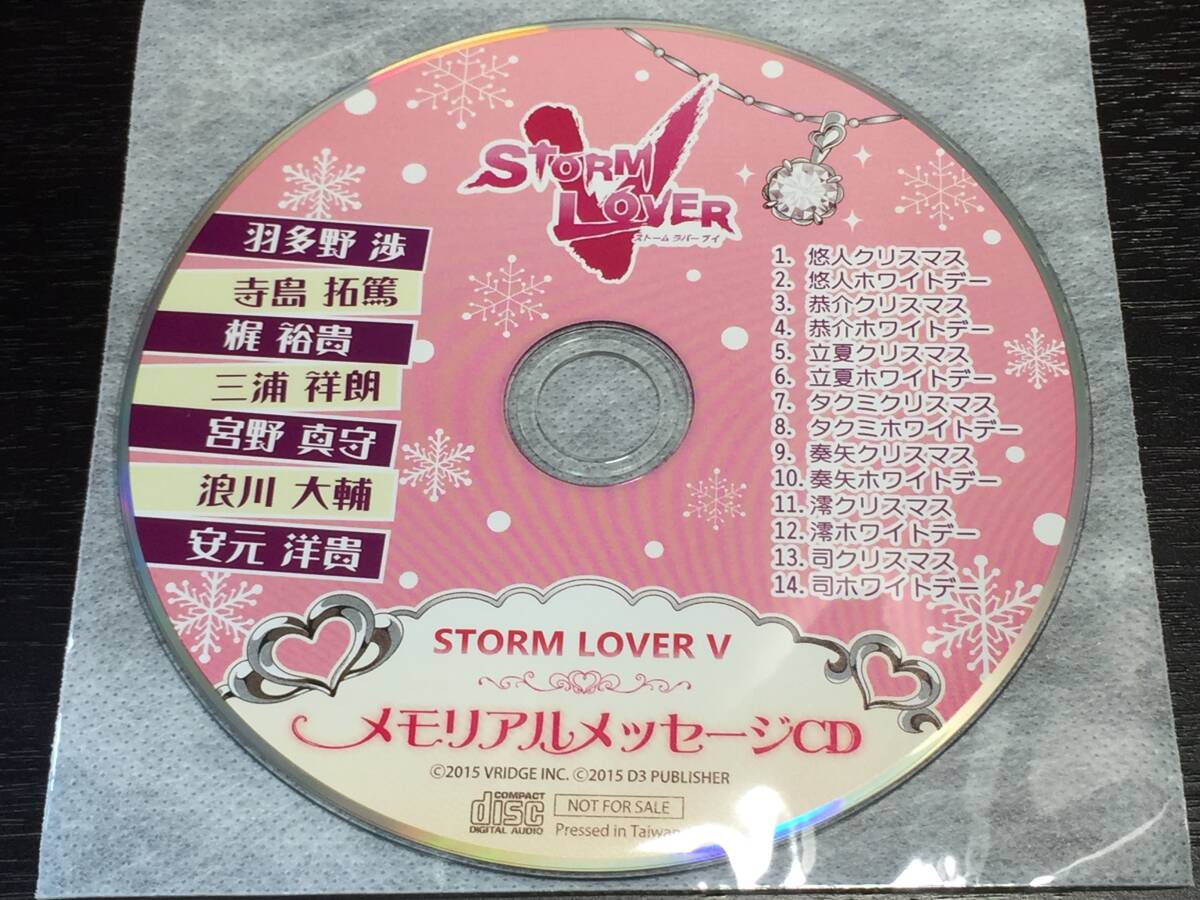 STORM LOVER V
ストーム ラバー ブイ
羽多野 渉
寺島 拓篤
梶 裕貴
三浦 祥朗
宮野 真守
浪川 大輔
安元 洋貴
1. 悠人クリスマス
2. 悠人ホワイトデー
3. 恭介クリスマス
4. 恭介ホワイトデー
5. 立夏クリスマス
6. 立夏ホワイトデー
7. タクミクリスマス
8. タクミホワイトデー
9. 奏矢クリスマス
10. 奏矢ホワイトデー
11. 澪クリスマス
12. 澪ホワイトデー
13. 司クリスマス
14. 司ホワイトデー
STORM LOVER V
メモリアルメッセージCD
©2015 VRIDGE INC. ©2015 D3 PUBLISHER
COMPACT
disc
DIGITAL AUDIO
NOT FOR SALE
Pressed in Taiwan